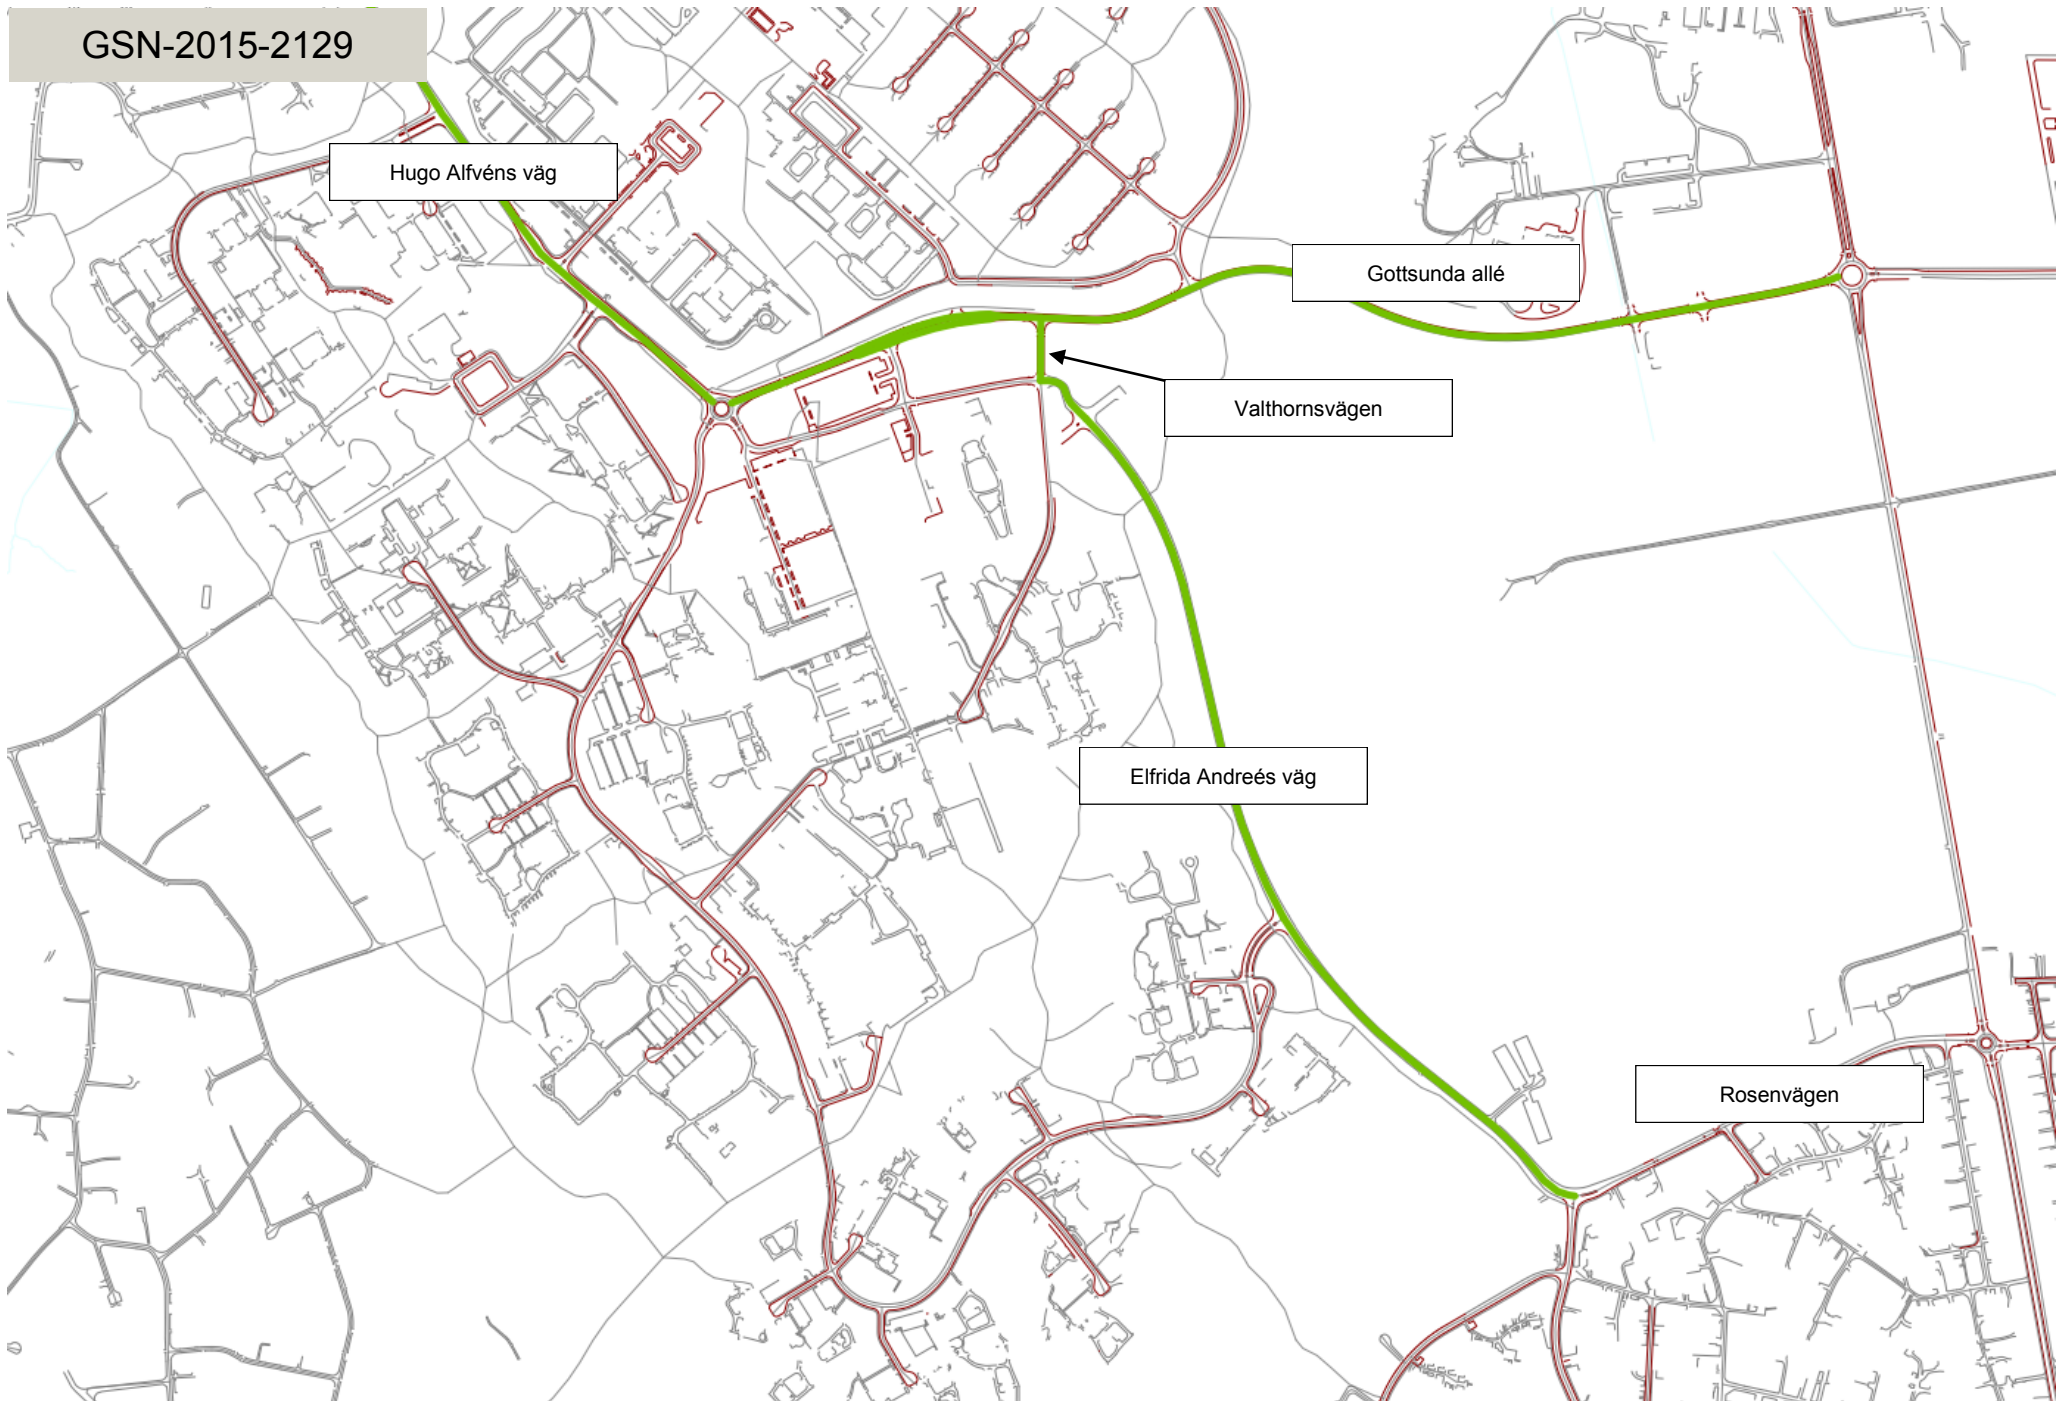 GSN-2015-2129
Hugo Alfvéns väg
Gottsunda allé
Valthornsvägen
Elfrida Andreés väg
Rosenvägen